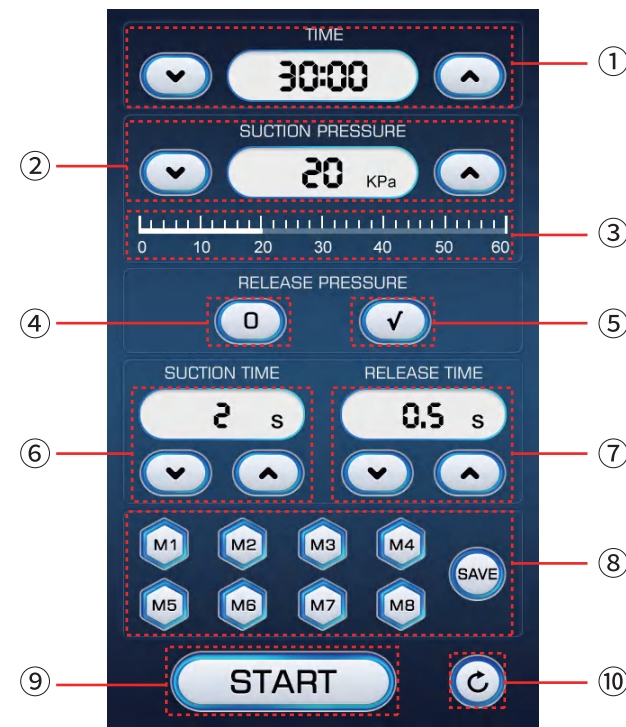 TIME
30:00
①
SUCTION PRESSURE
②
20 KPa
③
0 10 20 30 40 50 60
RELEASE PRESSURE
④ 0 √ ⑤
SUCTION TIME RELEASE TIME
2 s 0.5 s
⑥ ⑦
M1 M2 M3 M4
SAVE ⑧
M5 M6 M7 M8
⑨ START ⑩